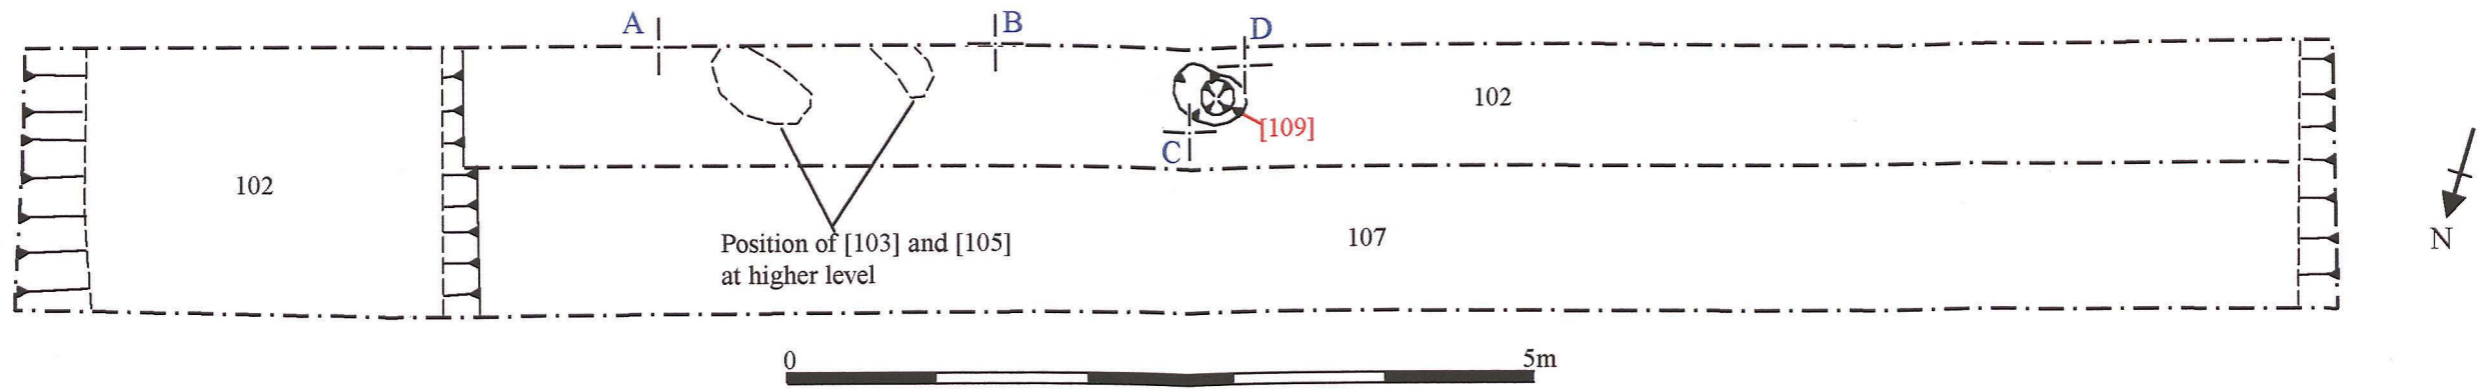 A
B
D
102
[109]
C
102
Position of [103] and [105]
at higher level
107
N
0
5m